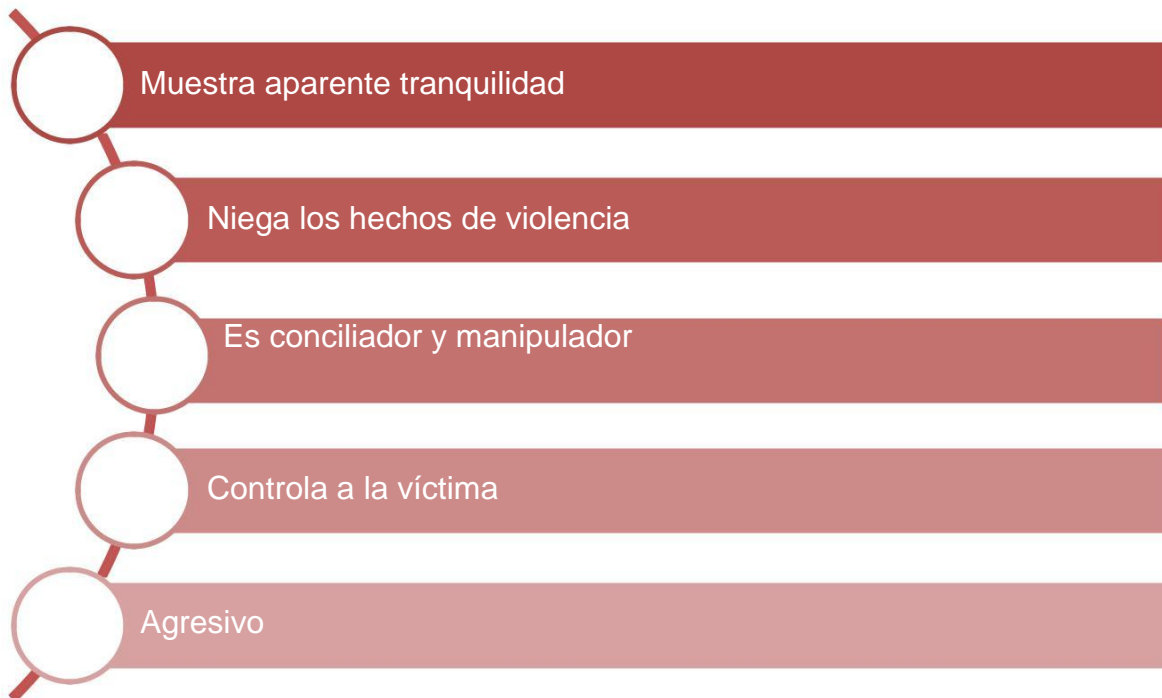 Muestra aparente tranquilidad
Niega los hechos de violencia
Es conciliador y manipulador
Controla a la víctima
Agresivo